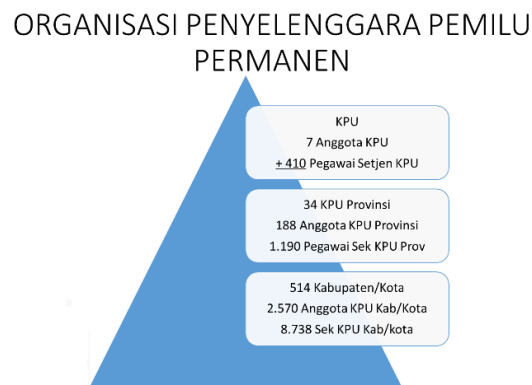 ORGANISASI PENYELENGGARA PEMILU
PERMANEN
KPU
7 Anggota KPU
+ 410 Pegawai Setjen KPU
34 KPU Provinsi
188 Anggota KPU Provinsi
1.190 Pegawai Sek KPU Prov
514 Kabupaten/Kota
2.570 Anggota KPU Kab/Kota
8.738 Sek KPU Kab/kota